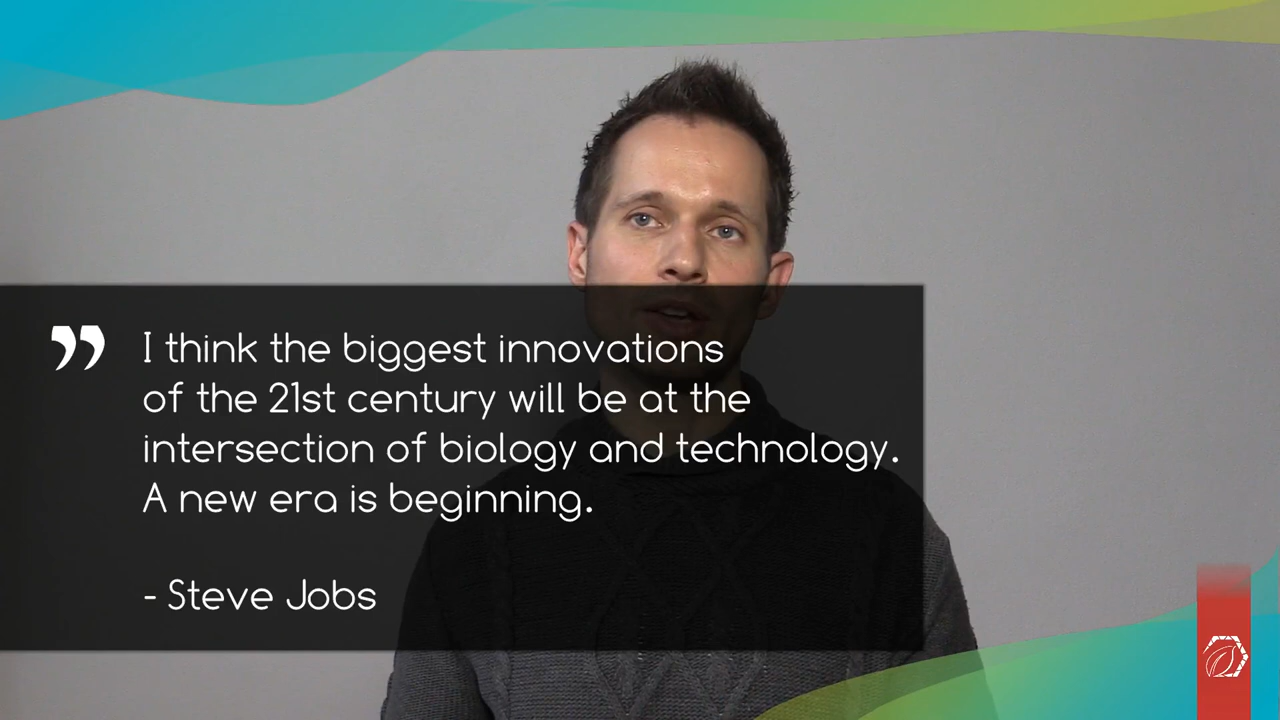 ” I think the biggest innovations
of the 21st century will be at the
intersection of biology and technology.
A new era is beginning.
- Steve Jobs